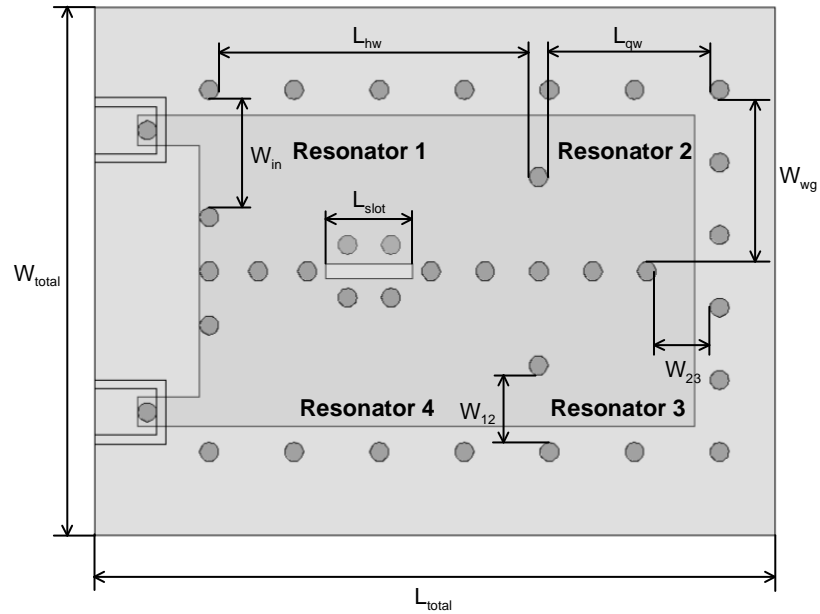 L_hw
L_qw
W_in
Resonator 1
Resonator 2
W_wg
L_slot
W_total
W_23
Resonator 4
W_12
Resonator 3
L_total